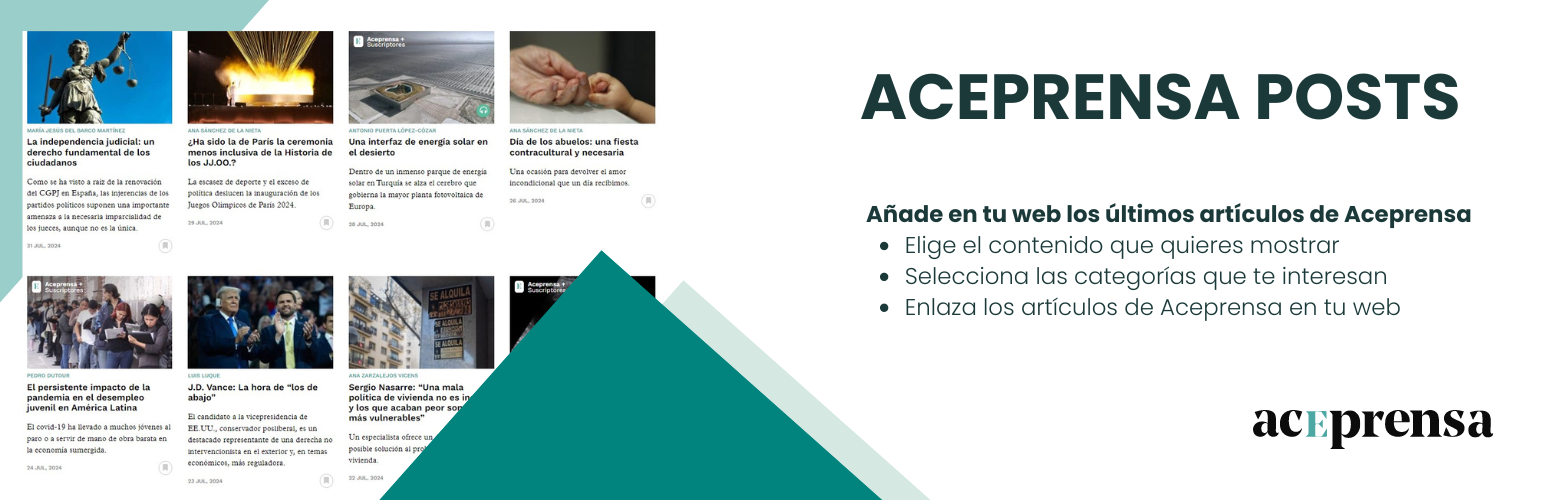 Aceprensa +
Suscriptores
MARÍA JESÚS DEL BARCO MARTÍNEZ
La independencia judicial: un
derecho fundamental de los
ciudadanos
Como se ha visto a raíz de la renovación
del CGPJ en España, las injerencias de los
partidos políticos suponen una importante
amenaza a la necesaria imparcialidad de
los jueces, aunque no es la única.
31 JUL, 2024
ANA SÁNCHEZ DE LA NIETA
¿Ha sido la de París la ceremonia
menos inclusiva de la Historia de
los JJ.OO.?
La escasez de deporte y el exceso de
política deslucen la inauguración de los
Juegos Olímpicos de París 2024.
29 JUL, 2024
ANTONIO PUERTA LÓPEZ-CÓZAR
Una interfaz de energía solar en
el desierto
Dentro de un inmenso parque de energía
solar en Turquía se alza el cerebro que
gobierna la mayor planta fotovoltaica de
Europa.
26 JUL, 2024
ANA SÁNCHEZ DE LA NIETA
Día de los abuelos: una fiesta
contracultural y necesaria
Una ocasión para devolver el amor
incondicional que un día recibimos.
26 JUL, 2024
Aceprensa +
Suscriptores
PEDRO DUTOUR
El persistente impacto de la
pandemia en el desempleo
juvenil en América Latina
El covid-19 ha llevado a muchos jóvenes al
paro o a servir de mano de obra barata en
la economía sumergida.
24 JUL, 2024
LUIS LUQUE
J.D. Vance: La hora de “los de
abajo”
El candidato a la vicepresidencia de
EE.UU., conservador posliberal, es un
destacado representante de una derecha no
intervencionista en el exterior y, en temas
económicos, más reguladora.
23 JUL, 2024
SE ALQUILA
SE ALQUILA
SE ALQUILA
ANA ZARZALEJOS VICENS
Sergio Nasarre: “Una mala
política de vivienda no es in
y los que acaban peor son
más vulnerables”
Un especialista ofrece un
posible solución al
vivienda.
22 JUL, 2024
Aceprensa +
Suscriptores
ACEPRENSA POSTS
Añade en tu web los últimos artículos de Aceprensa
• Elige el contenido que quieres mostrar
• Selecciona las categorías que te interesan
• Enlaza los artículos de Aceprensa en tu web
acEprensa